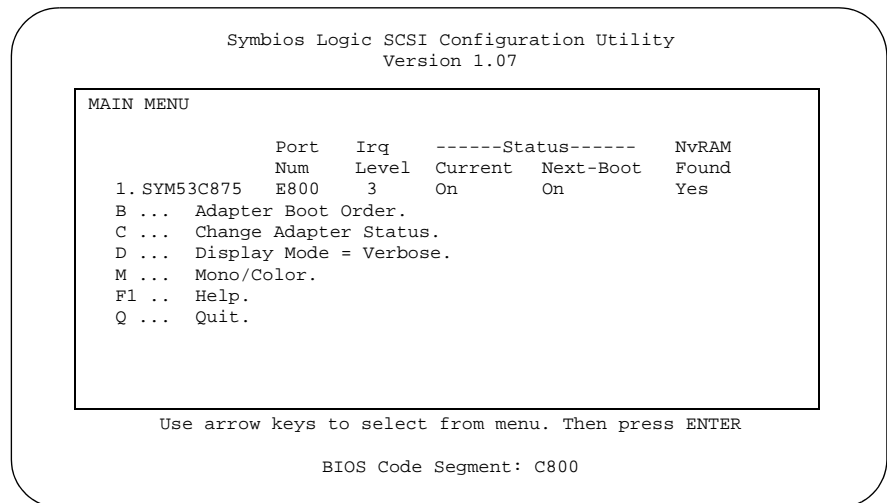 Symbios Logic SCSI Configuration Utility
Version 1.07
MAIN MENU
Port Irq ------Status------ NvRAM
Num Level Current Next-Boot Found
1. SYM53C875 E800 3 On On Yes
B ... Adapter Boot Order.
C ... Change Adapter Status.
D ... Display Mode = Verbose.
M ... Mono/Color.
F1 .. Help.
Q ... Quit.
Use arrow keys to select from menu. Then press ENTER
BIOS Code Segment: C800